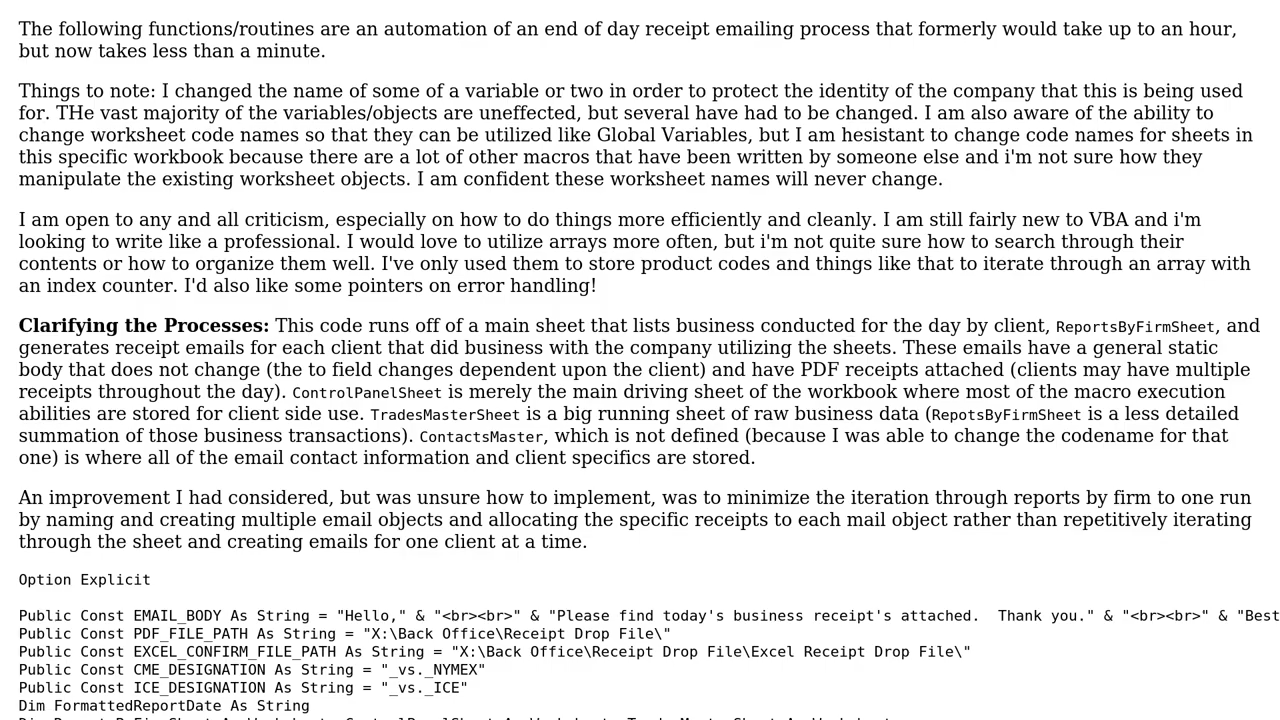 The following functions/routines are an automation of an end of day receipt emailing process that formerly would take up to an hour,
but now takes less than a minute.
Things to note: I changed the name of some of a variable or two in order to protect the identity of the company that this is being used
for. THe vast majority of the variables/objects are uneffected, but several have had to be changed. I am also aware of the ability to
change worksheet code names so that they can be utilized like Global Variables, but I am hesistant to change code names for sheets in
this specific workbook because there are a lot of other macros that have been written by someone else and i'm not sure how they
manipulate the existing worksheet objects. I am confident these worksheet names will never change.
I am open to any and all criticism, especially on how to do things more efficiently and cleanly. I am still fairly new to VBA and i'm
looking to write like a professional. I would love to utilize arrays more often, but i'm not quite sure how to search through their
contents or how to organize them well. I've only used them to store product codes and things like that to iterate through an array with
an index counter. I'd also like some pointers on error handling!
Clarifying the Processes: This code runs off of a main sheet that lists business conducted for the day by client, ReportsByFirmSheet, and
generates receipt emails for each client that did business with the company utilizing the sheets. These emails have a general static
body that does not change (the to field changes dependent upon the client) and have PDF receipts attached (clients may have multiple
receipts throughout the day). ControlPanelSheet is merely the main driving sheet of the workbook where most of the macro execution
abilities are stored for client side use. TradesMasterSheet is a big running sheet of raw business data (RepotsByFirmSheet is a less detailed
summation of those business transactions). ContactsMaster, which is not defined (because I was able to change the codename for that
one) is where all of the email contact information and client specifics are stored.
An improvement I had considered, but was unsure how to implement, was to minimize the iteration through reports by firm to one run
by naming and creating multiple email objects and allocating the specific receipts to each mail object rather than repetitively iterating
through the sheet and creating emails for one client at a time.
Option Explicit
Public Const EMAIL_BODY As String = "Hello," & "<br><br>" & "Please find today's business receipt's attached.  Thank you." & "<br><br>" & "Best
Public Const PDF_FILE_PATH As String = "X:\Back Office\Receipt Drop File\"
Public Const EXCEL_CONFIRM_FILE_PATH As String = "X:\Back Office\Receipt Drop File\Excel Receipt Drop File\"
Public Const CME_DESIGNATION As String = "_vs._NYMEX"
Public Const ICE_DESIGNATION As String = "_vs._ICE"
Dim FormattedReportDate As String